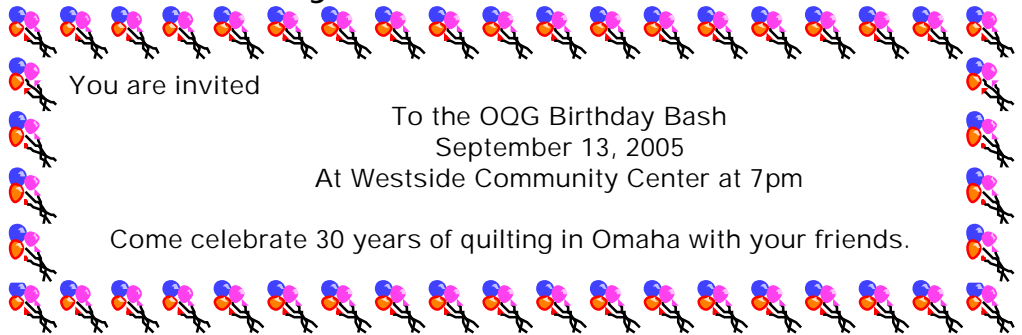 You are invited
To the OQG Birthday Bash
September 13, 2005
At Westside Community Center at 7pm
Come celebrate 30 years of quilting in Omaha with your friends.